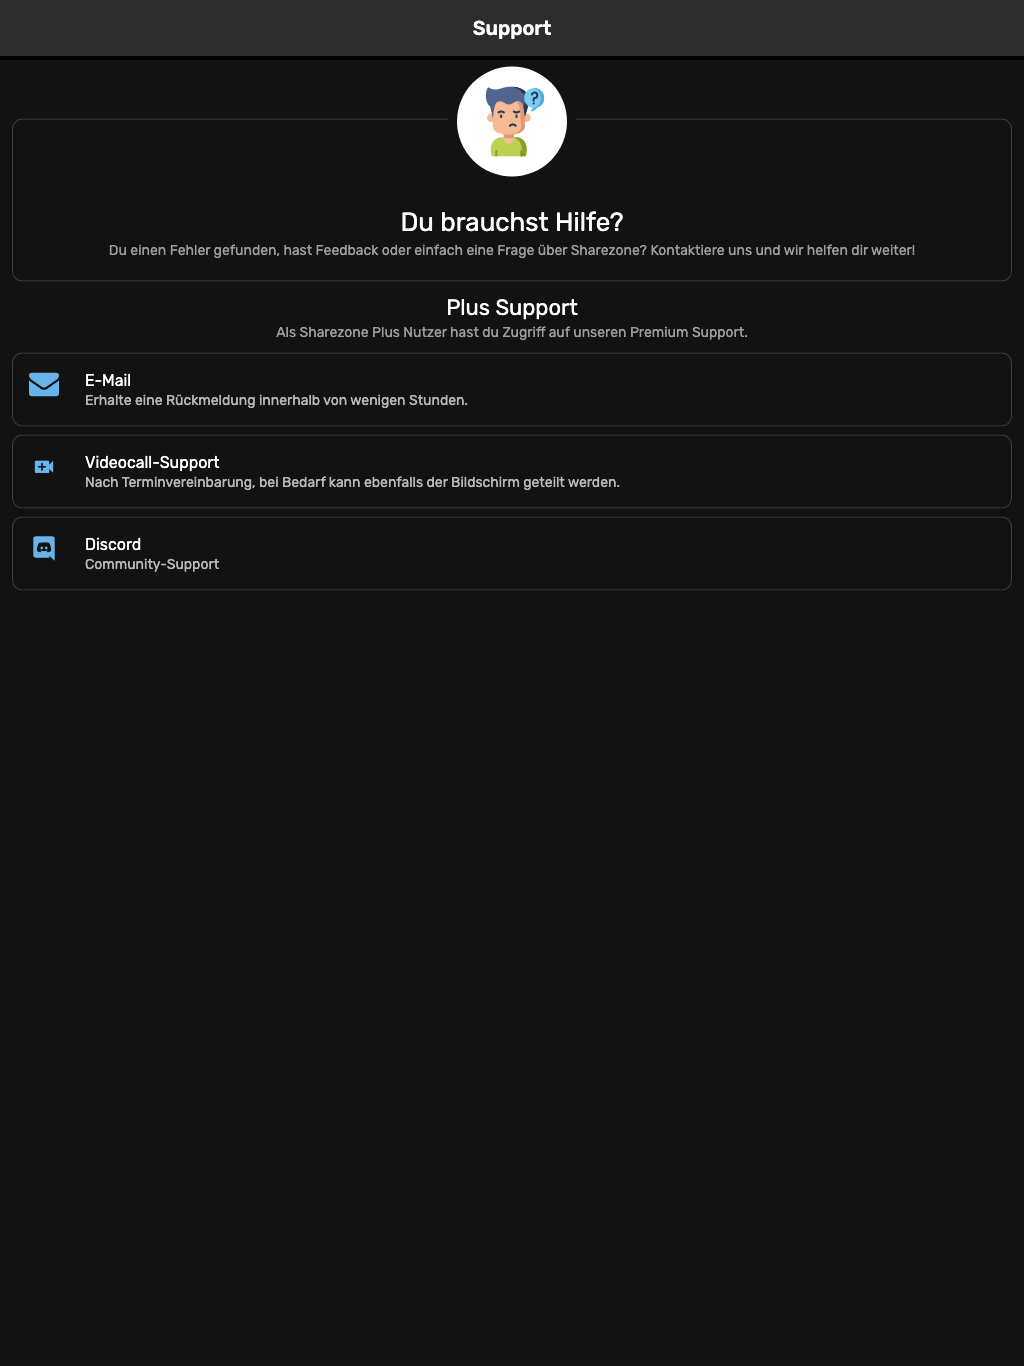 Support
?
Du brauchst Hilfe?
Du einen Fehler gefunden, hast Feedback oder einfach eine Frage über Sharezone? Kontaktiere uns und wir helfen dir weiter!
Plus Support
Als Sharezone Plus Nutzer hast du Zugriff auf unseren Premium Support.
E-Mail
Erhalte eine Rückmeldung innerhalb von wenigen Stunden.
Videocall-Support
Nach Terminvereinbarung, bei Bedarf kann ebenfalls der Bildschirm geteilt werden.
Discord
Community-Support